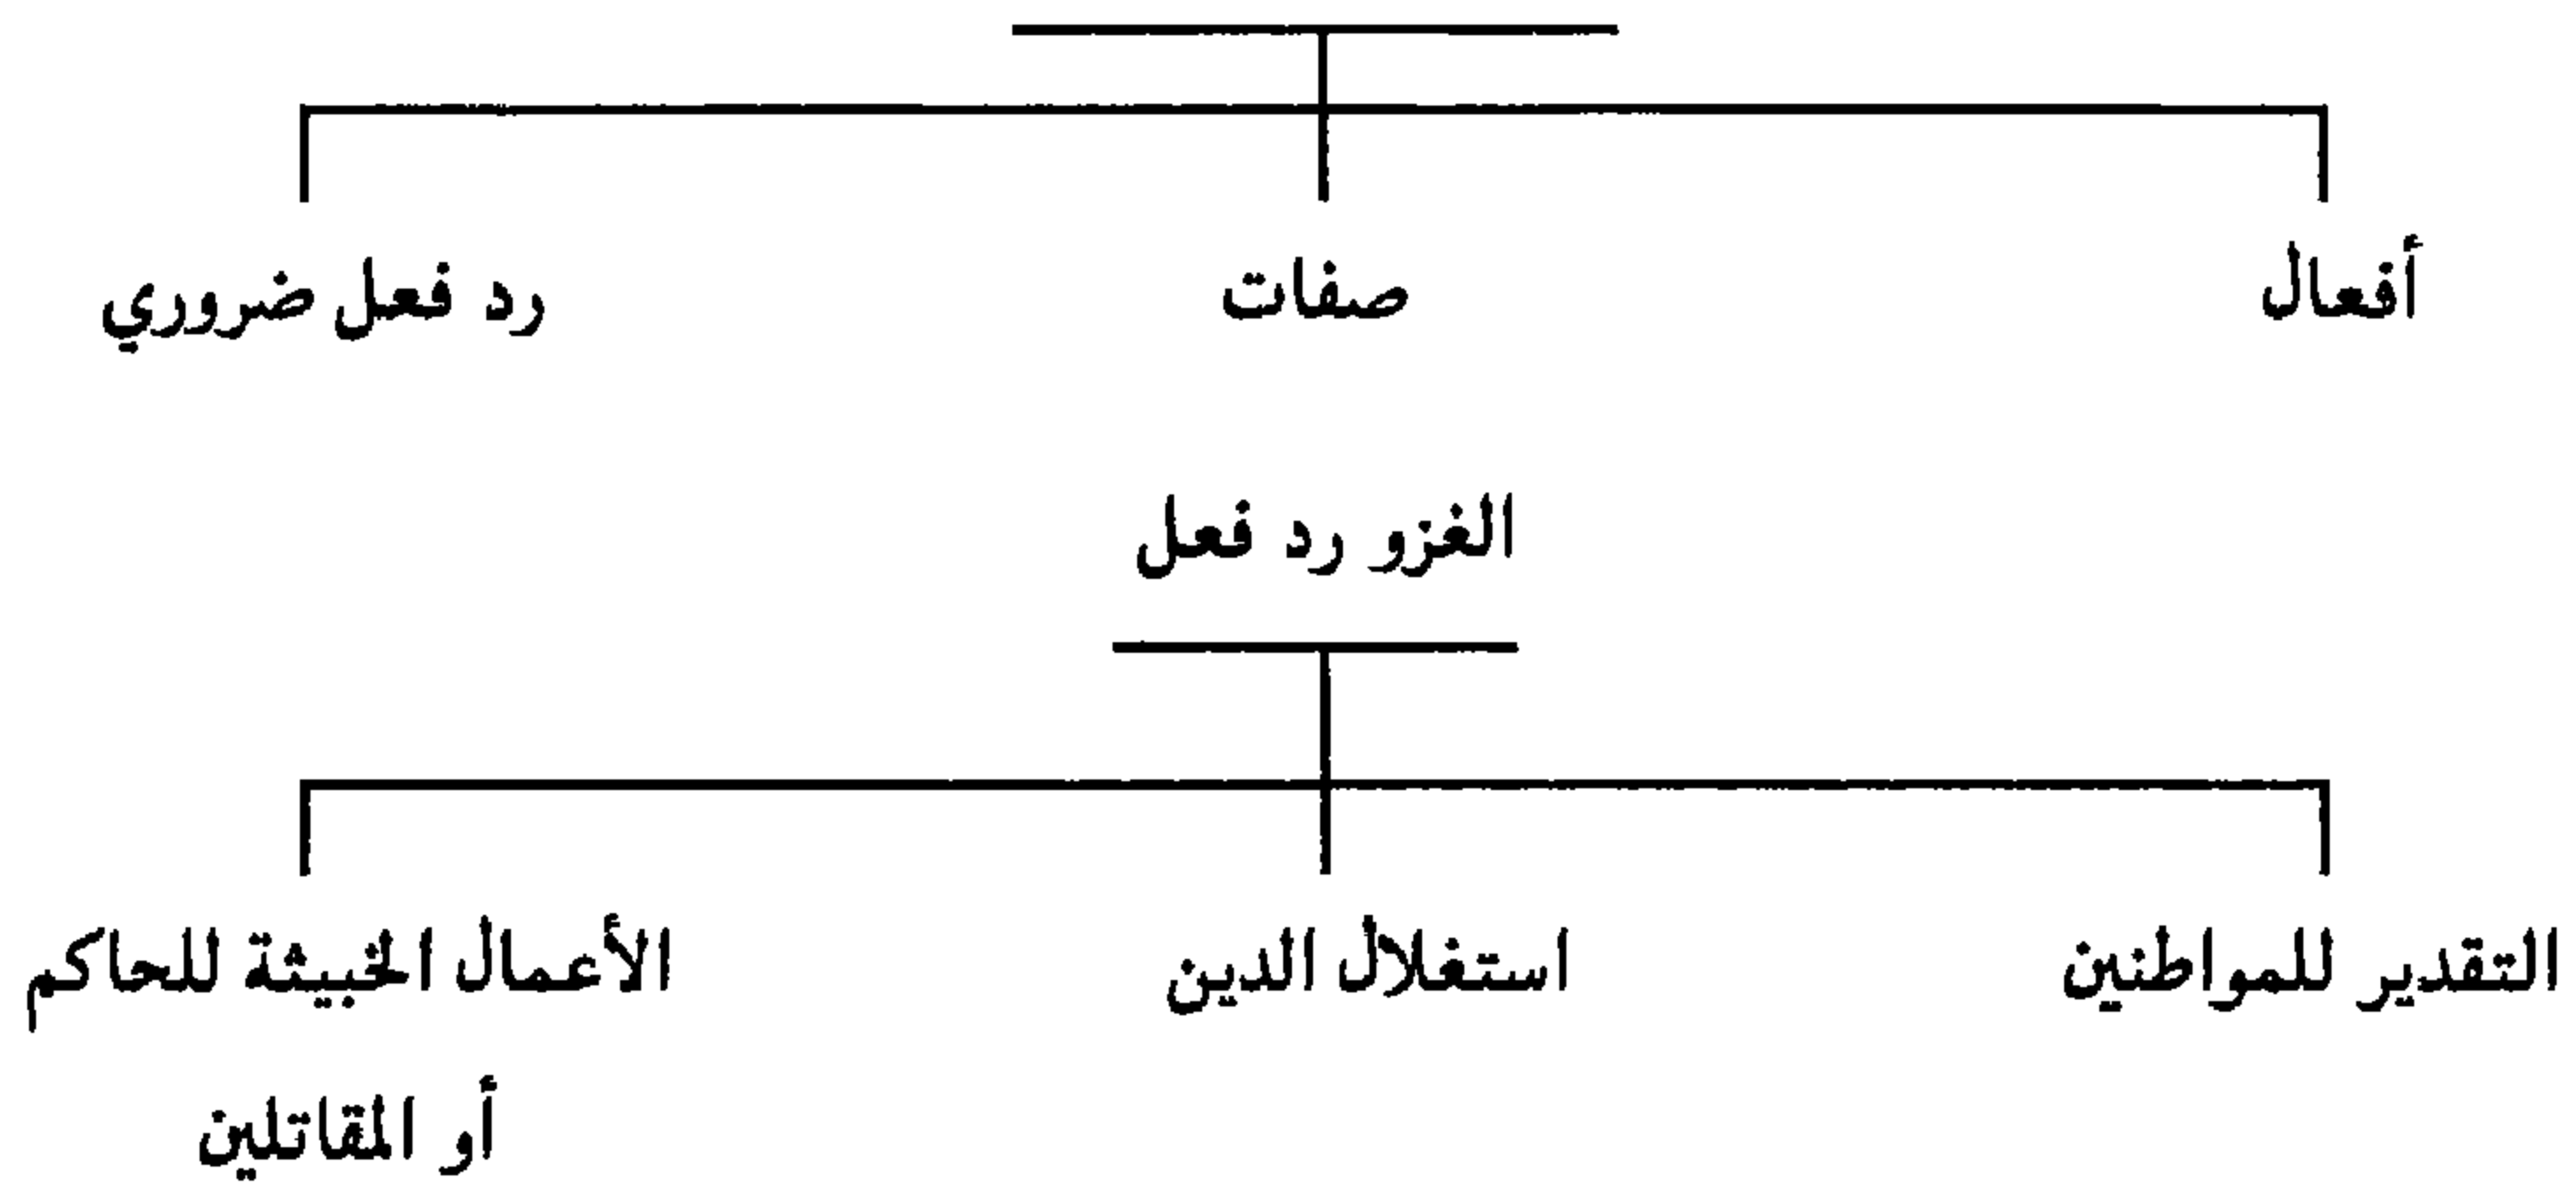 أفعال
صفات
رد فعل ضروري
الغزو رد فعل
التقدير للمواطنين
استغلال الدين
الأعمال الخبيثة للحاكم
أو المقاتلين